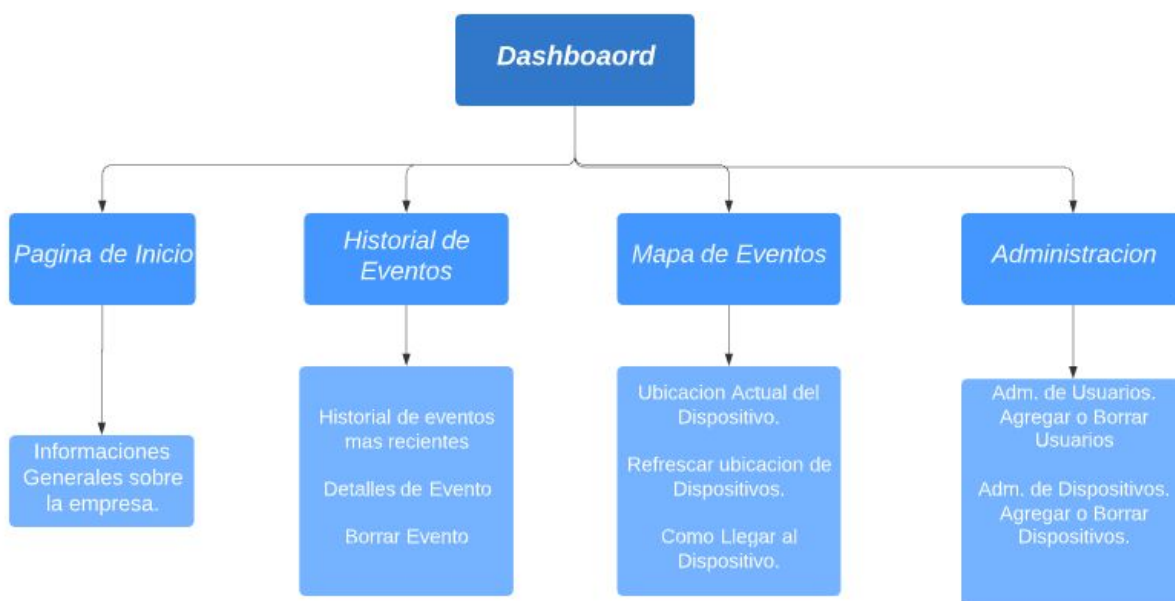 Dashboaord
Pagina de Inicio
Historial de
Eventos
Mapa de Eventos
Administracion
Informaciones
Generales sobre
la empresa.
Historial de eventos
mas recientes
Detalles de Evento
Borrar Evento
Ubicacion Actual del
Dispositivo.
Refrescar ubicacion de
Dispositivos.
Como Llegar al
Dispositivo.
Adm. de Usuarios.
Agregar o Borrar
Usuarios
Adm. de Dispositivos.
Agregar o Borrar
Dispositivos.